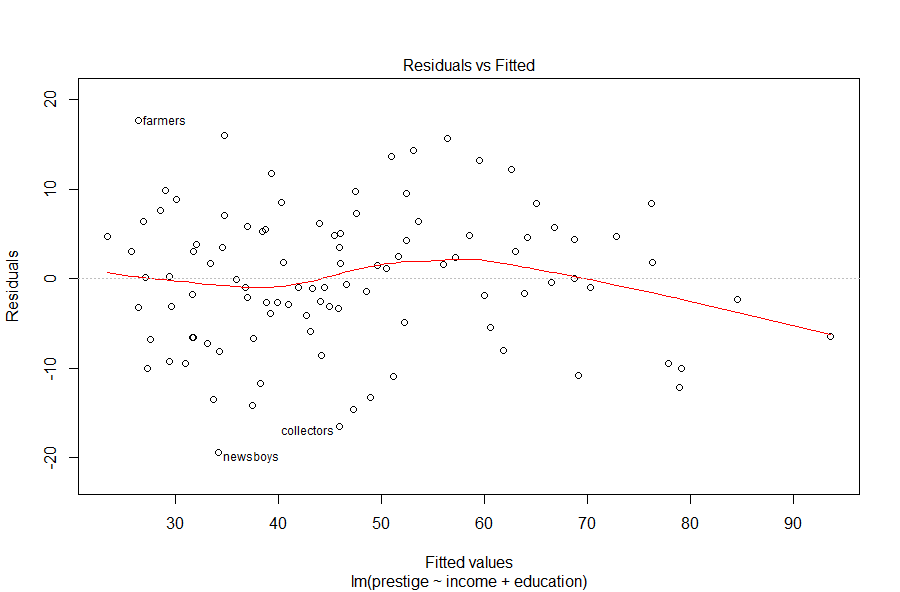 Residuals vs Fitted
Residuals
20
10
0
-10
-20
farmers
collectors
newsboys
30 40 50 60 70 80 90
Fitted values
lm(prestige ~ income + education)